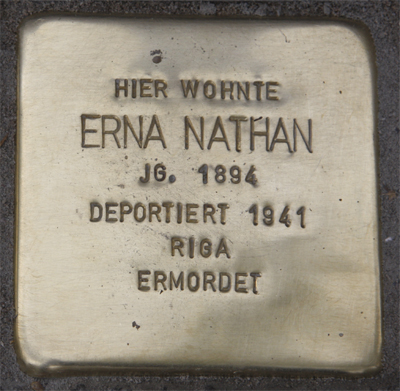 HIER WOHNTE
ERNA NATHAN
JG. 1894
DEPORTIERT 1941
RIGA
ERMORDET